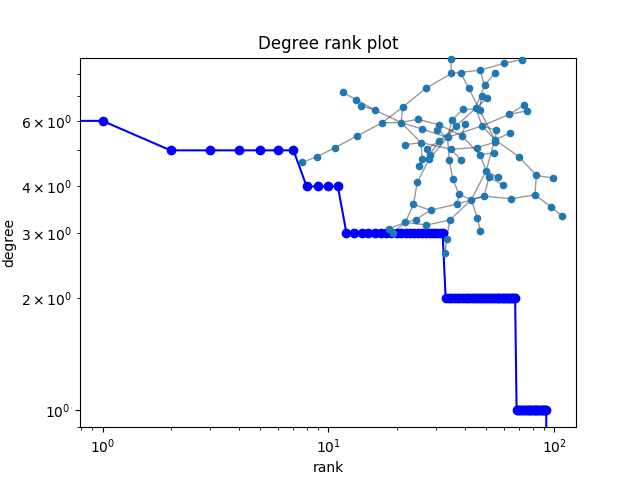 Degree rank plot
degree
6 × 10⁰
4 × 10⁰
3 × 10⁰
2 × 10⁰
10⁰
10⁰ 10¹ 10²
rank